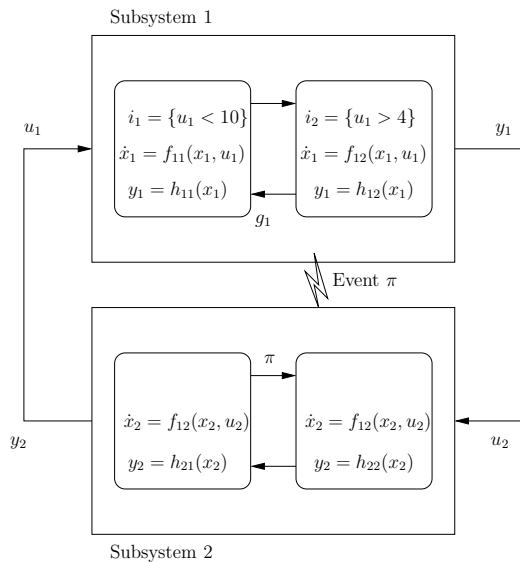 Subsystem 1
u₁
y₁
i₁ = {u₁ < 10}
ẋ₁ = f₁₁(x₁, u₁)
y₁ = h₁₁(x₁)
i₂ = {u₁ > 4}
ẋ₁ = f₁₂(x₁, u₁)
y₁ = h₁₂(x₁)
g₁
Event π
π
ẋ₂ = f₁₂(x₂, u₂)
y₂ = h₂₁(x₂)
ẋ₂ = f₁₂(x₂, u₂)
y₂ = h₂₂(x₂)
y₂
u₂
Subsystem 2